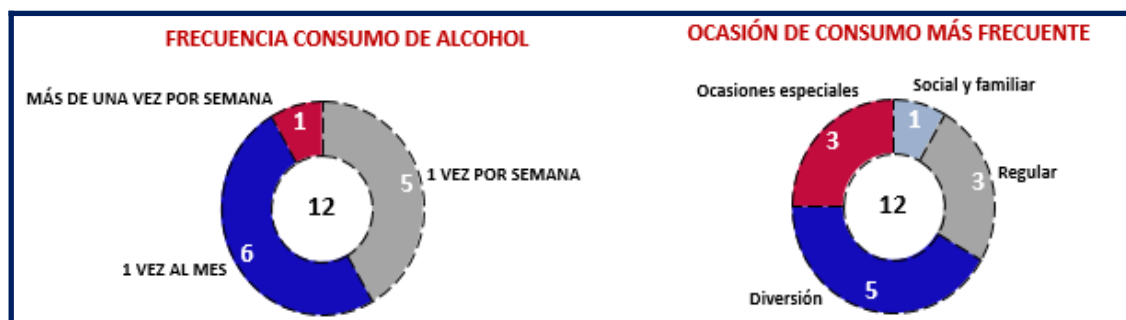 FRECUENCIA CONSUMO DE ALCOHOL
MÁS DE UNA VEZ POR SEMANA
1
5
1 VEZ POR SEMANA
12
6
1 VEZ AL MES
OCASIÓN DE CONSUMO MÁS FRECUENTE
Ocasiones especiales
Social y familiar
1
3
3
Regular
12
Diversión
5